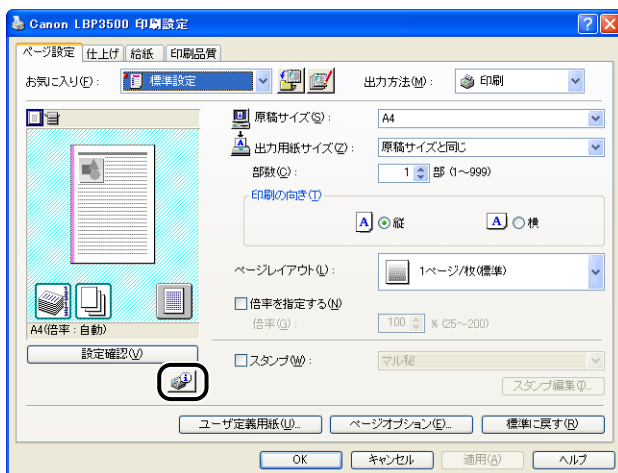 Canon LBP3500 印刷設定
ページ設定 仕上げ 給紙 印刷品質
お気に入り(F): 標準設定 出力方法(M): 印刷
原稿サイズ(S): A4
出力用紙サイズ(Z): 原稿サイズと同じ
部数(C): 1 部 (1～999)
印刷の向き(T)
A 縦 A 横
ページレイアウト(L): 1ページ/枚(標準)
倍率を指定する(N)
倍率(G): 100 % (25～200)
A4(倍率:自動)
設定確認(V)
スタンプ(W): マル秘
スタンプ編集(I)...
ユーザ定義用紙(U)... ページオプション(E)... 標準に戻す(R)
OK キャンセル 適用(A) ヘルプ